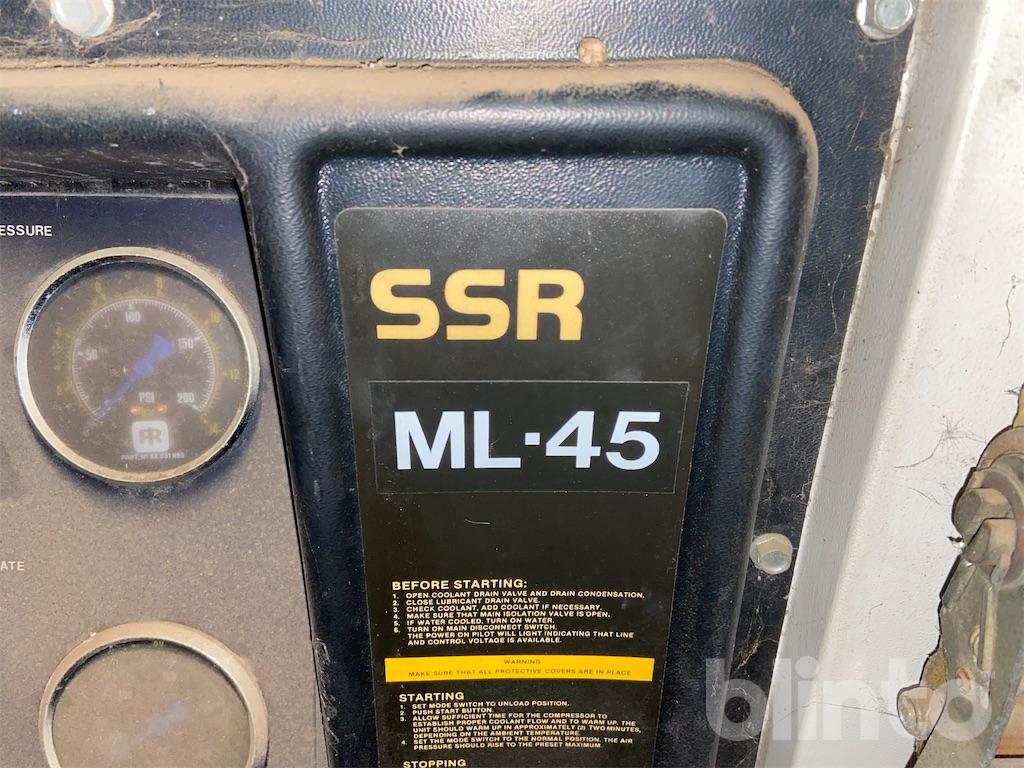 ESSURE
100
50
150
12
PSI
200
14
IR
SSR
ML-45
ATE
BEFORE STARTING:
1. OPEN COOLANT DRAIN VALVE AND DRAIN CONDENSATION.
2. CLOSE LUBRICANT DRAIN VALVE.
3. CHECK COOLANT, ADD COOLANT IF NECESSARY.
4. MAKE SURE THAT MAIN ISOLATION VALVE IS OPEN.
5. IF WATER COOLED, TURN ON WATER.
6. TURN ON MAIN DISCONNECT SWITCH.
THE POWER ON PILOT WILL LIGHT INDICATING THAT LINE
AND CONTROL VOLTAGE IS AVAILABLE.
WARNING
MAKE SURE THAT ALL PROTECTIVE COVERS ARE IN PLACE
STARTING
1. SET MODE SWITCH TO UNLOAD POSITION.
2. PUSH START BUTTON.
3. ALLOW SUFFICIENT TIME FOR THE COMPRESSOR TO
ESTABLISH PROPER COOLANT FLOW AND TO WARM UP. THE
UNIT SHOULD WARM UP IN APPROXIMATELY (2) TWO MINUTES,
DEPENDING ON THE AMBIENT TEMPERATURE.
4. SET THE MODE SWITCH TO THE NORMAL POSITION. THE AIR
PRESSURE SHOULD RISE TO THE PRESET MAXIMUM.
STOPPING
blinto